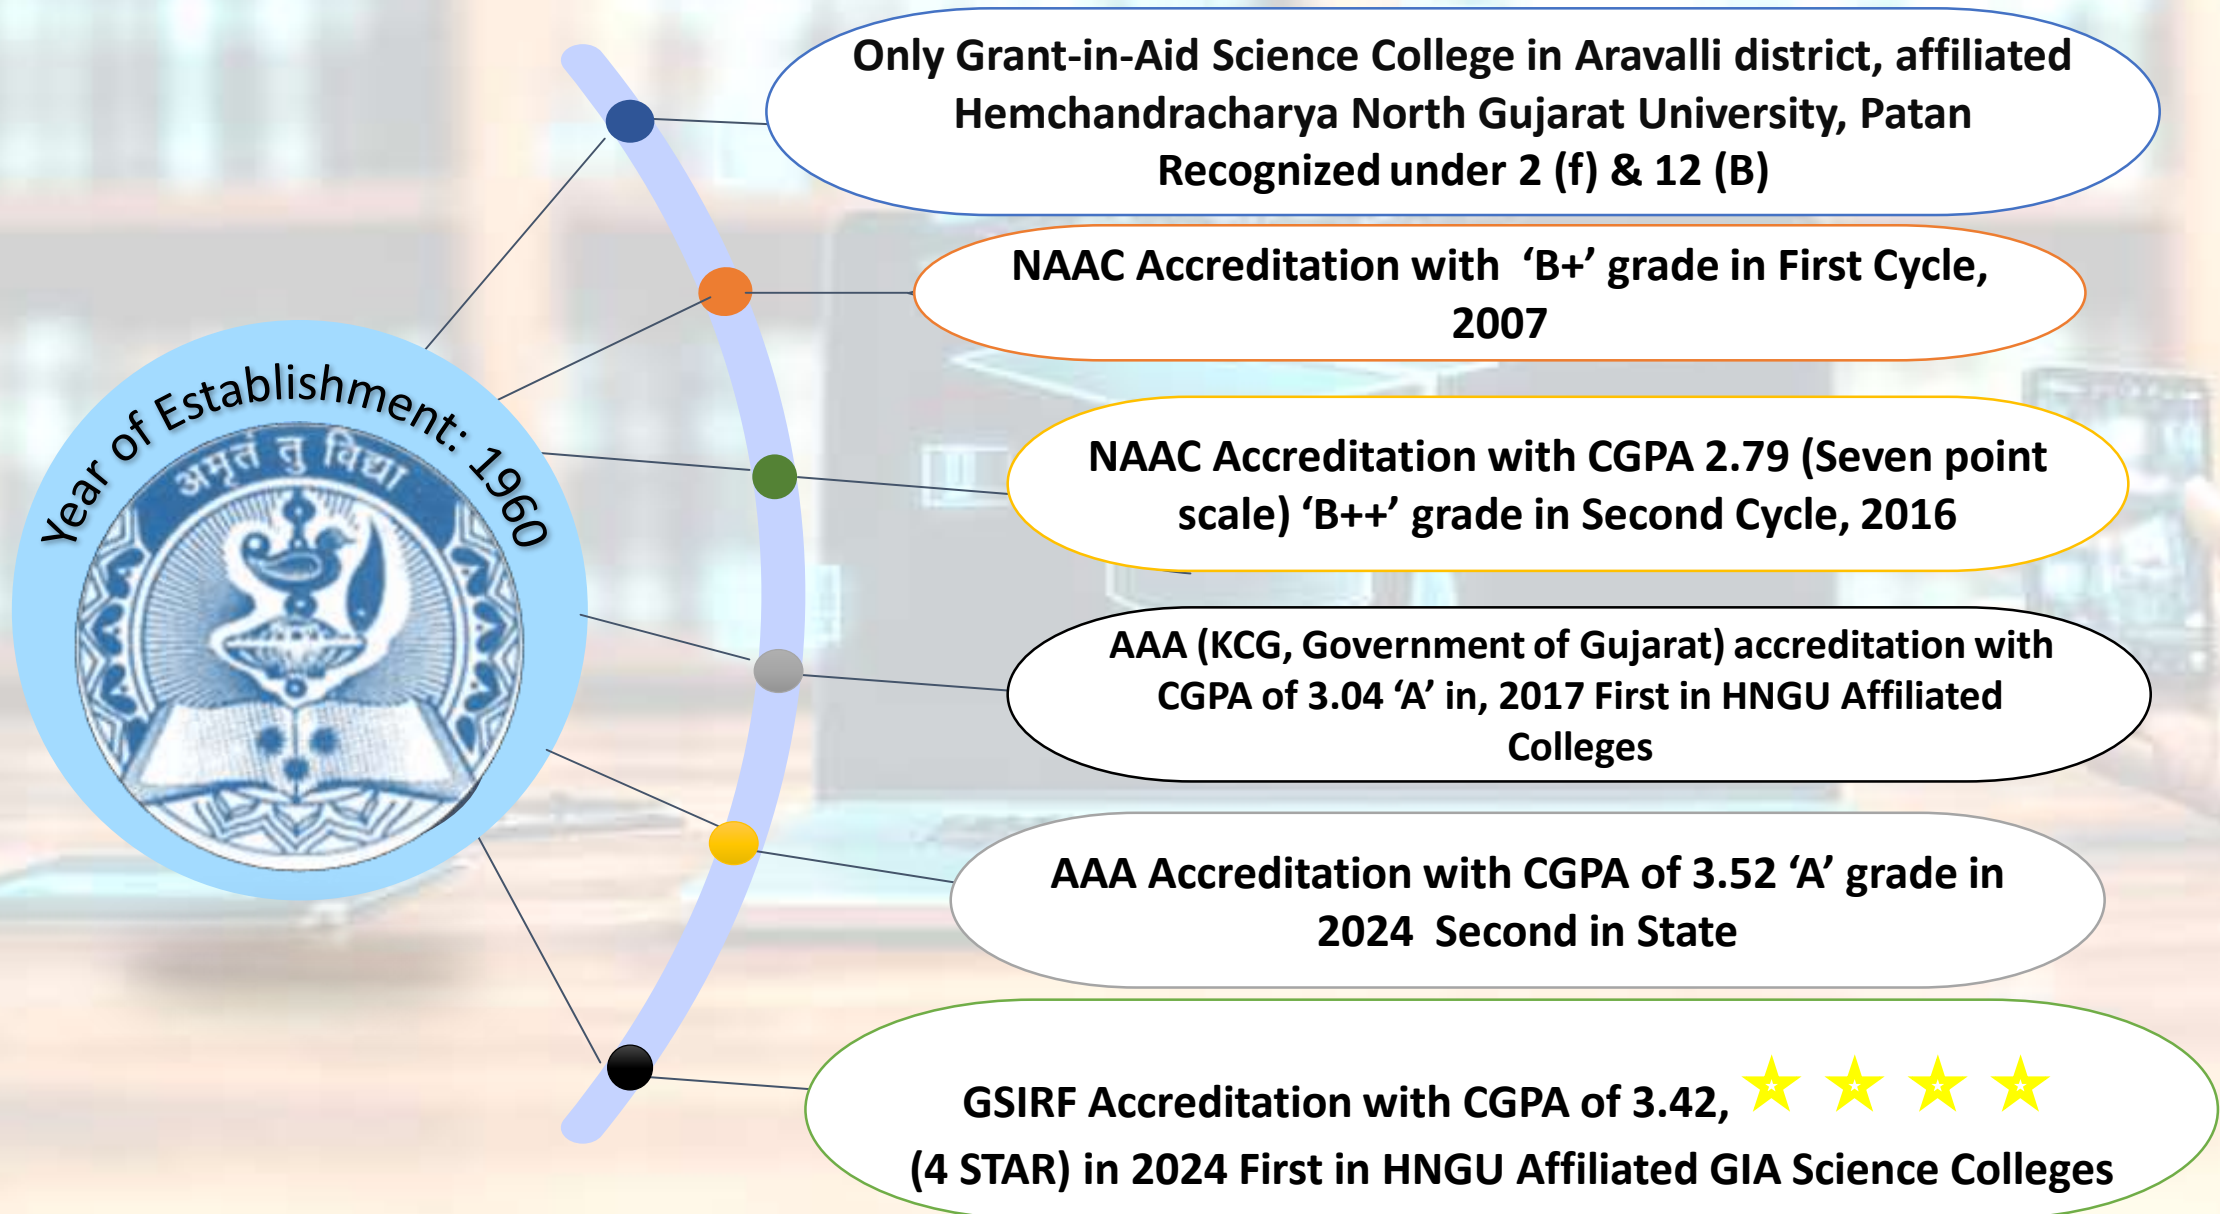 Year of Establishment: 1960
अमृतं तु विद्या
Only Grant-in-Aid Science College in Aravalli district, affiliated
Hemchandracharya North Gujarat University, Patan
Recognized under 2 (f) & 12 (B)
NAAC Accreditation with ‘B+’ grade in First Cycle,
2007
NAAC Accreditation with CGPA 2.79 (Seven point
scale) ‘B++’ grade in Second Cycle, 2016
AAA (KCG, Government of Gujarat) accreditation with
CGPA of 3.04 ‘A’ in, 2017 First in HNGU Affiliated
Colleges
AAA Accreditation with CGPA of 3.52 ‘A’ grade in
2024 Second in State
GSIRF Accreditation with CGPA of 3.42,
(4 STAR) in 2024 First in HNGU Affiliated GIA Science Colleges